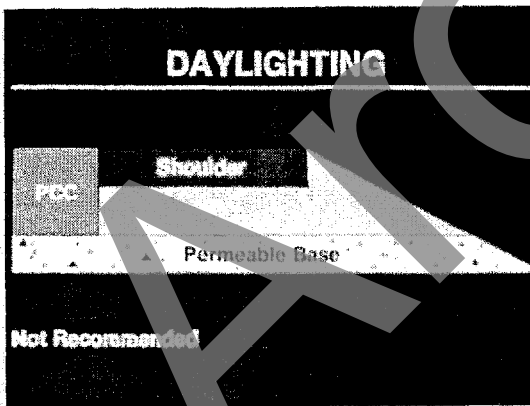 DAYLIGHTING
Shoulder
PCC
Permeable Base
Not Recommended